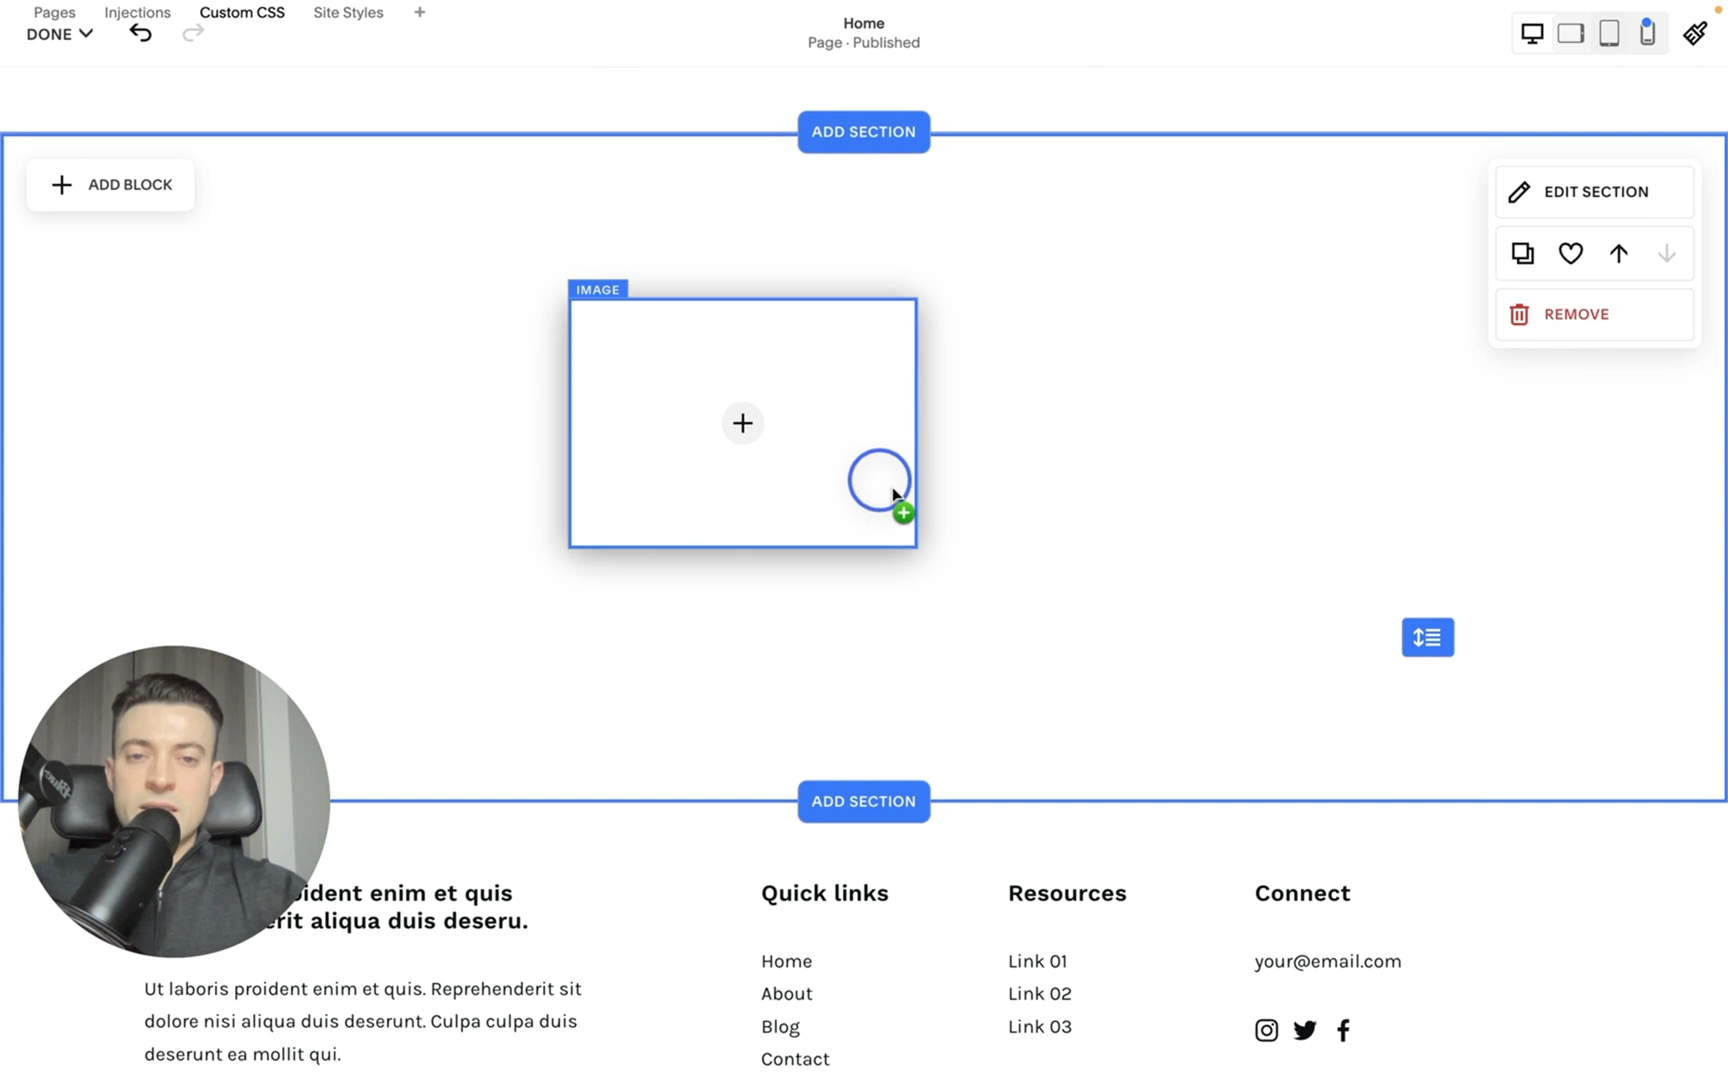 Pages
Injections
Custom CSS
Site Styles
DONE
Home
Page · Published
ADD SECTION
ADD BLOCK
EDIT SECTION
REMOVE
IMAGE
ADD SECTION
ident enim et quis
erit aliqua duis deseru.
Ut laboris proident enim et quis. Reprehenderit sit
dolore nisi aliqua duis deserunt. Culpa culpa duis
deserunt ea mollit qui.
Quick links
Home
About
Blog
Contact
Resources
Link 01
Link 02
Link 03
Connect
your@email.com